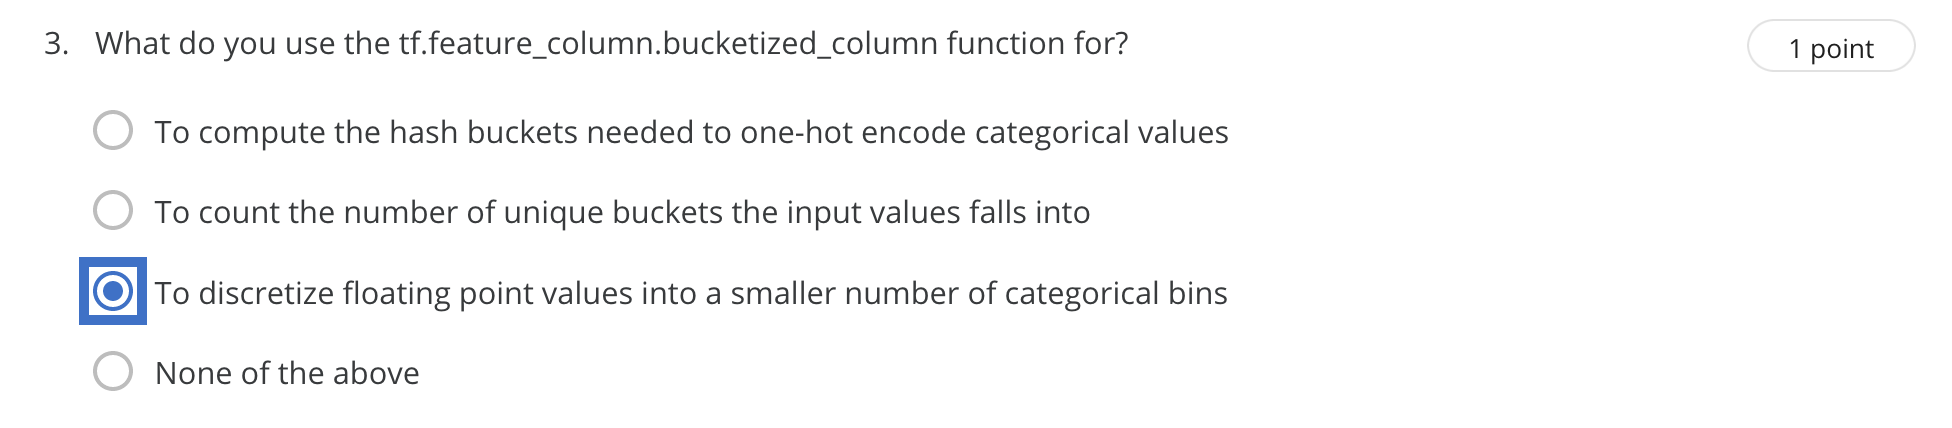 3. What do you use the tf.feature_column.bucketized_column function for?
1 point
To compute the hash buckets needed to one-hot encode categorical values
To count the number of unique buckets the input values falls into
To discretize floating point values into a smaller number of categorical bins
None of the above